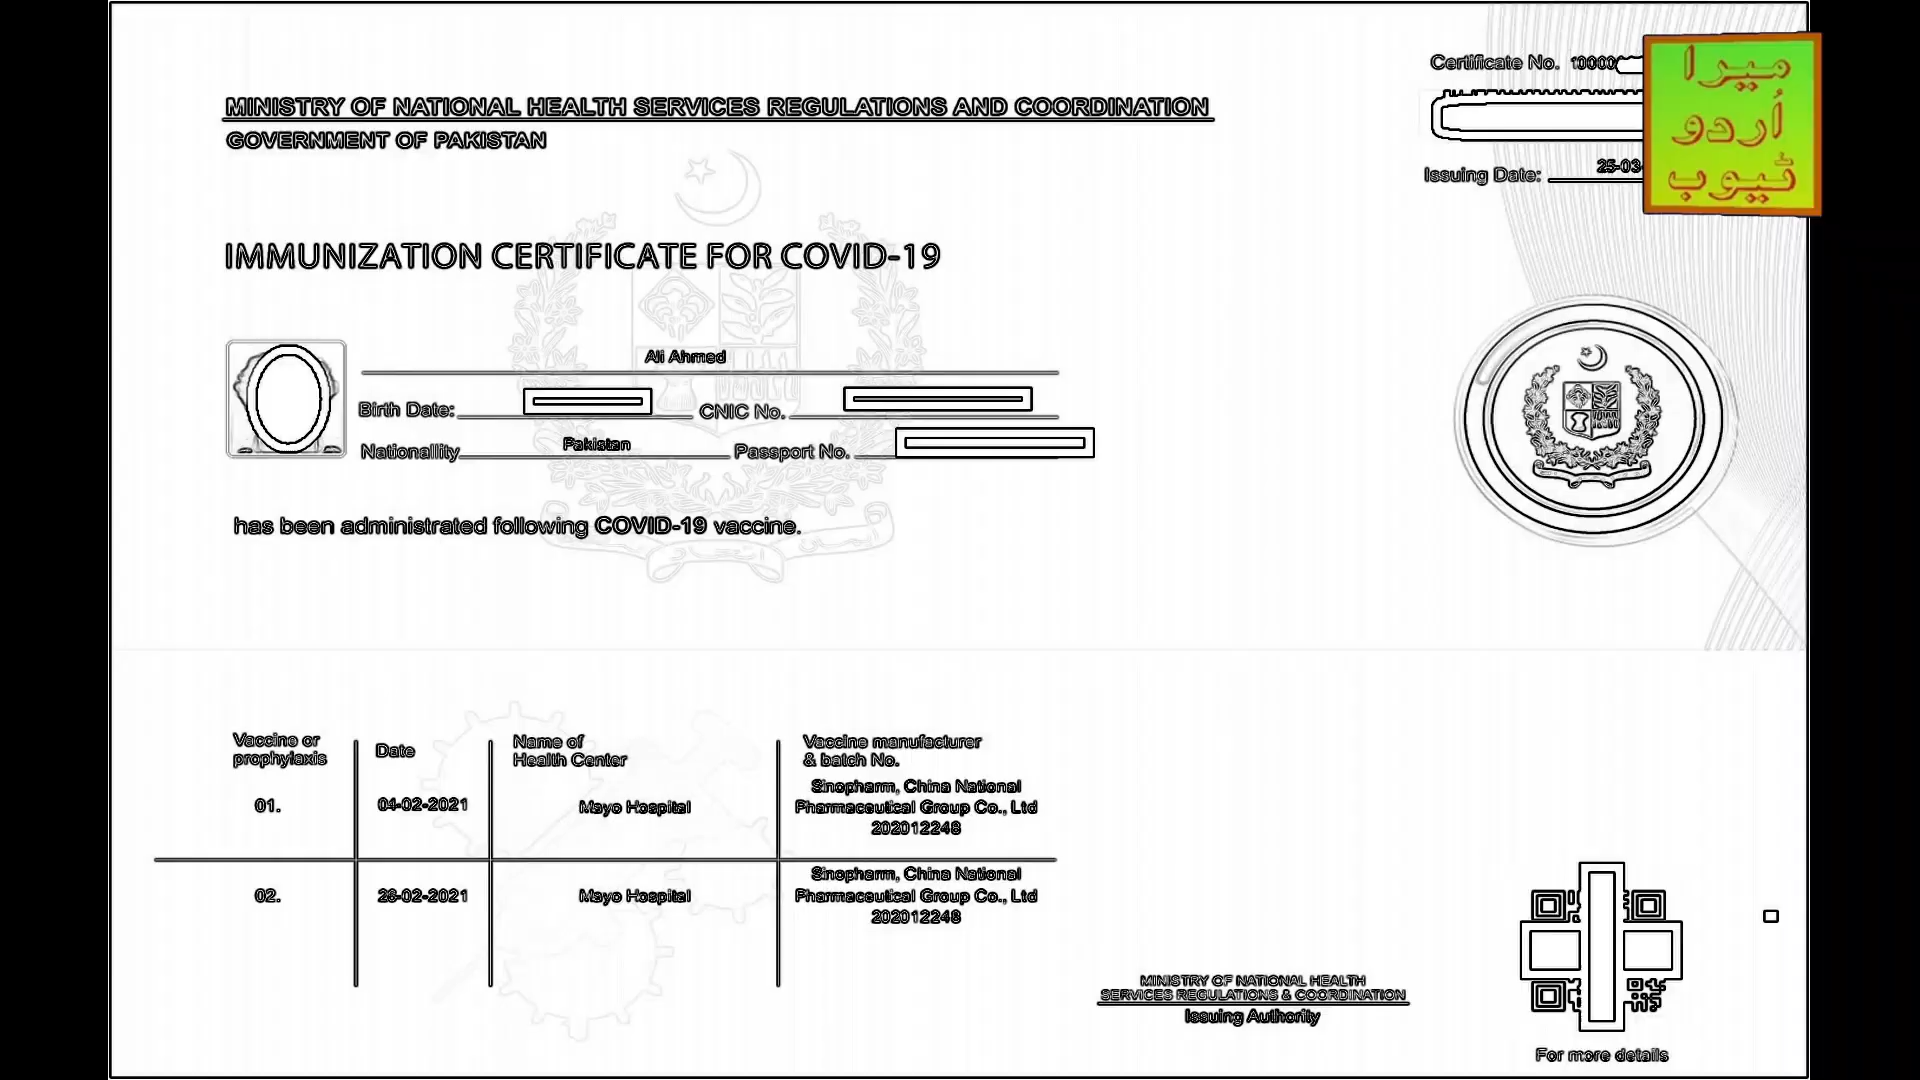 Certificate No. 10000
MINISTRY OF NATIONAL HEALTH SERVICES REGULATIONS AND COORDINATION
GOVERNMENT OF PAKISTAN
Issuing Date: 25-03
میرا
اُردو
ٹیوب
IMMUNIZATION CERTIFICATE FOR COVID-19
Ali Ahmed
Birth Date: CNIC No.
Nationallity Pakistan Passport No.
has been administrated following COVID-19 vaccine.
Vaccine or prophylaxis
Date
Name of Health Center
Vaccine manufacturer & batch No.
01. 04-02-2021 Mayo Hospital Sinopharm, China National
Pharmaceutical Group Co., Ltd
202012248
02. 26-02-2021 Mayo Hospital Sinopharm, China National
Pharmaceutical Group Co., Ltd
202012248
MINISTRY OF NATIONAL HEALTH
SERVICES REGULATIONS & COORDINATION
Issuing Authority
For more details